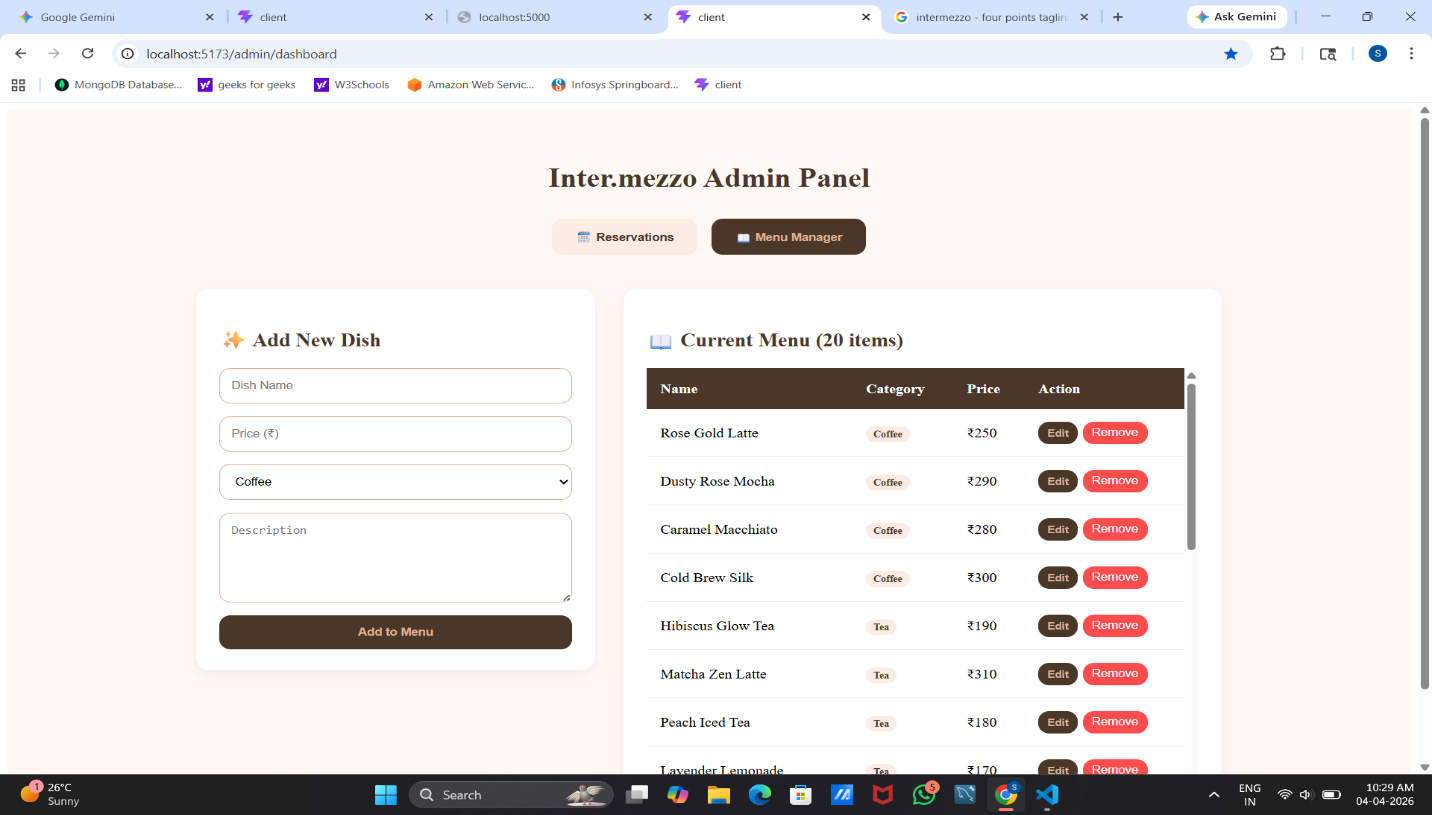 Google Gemini
client
localhost:5000
client
intermezzo - four points taglin
Ask Gemini
localhost:5173/admin/dashboard
S
MongoDB Database...
geeks for geeks
W3Schools
Amazon Web Servic...
Infosys Springboard...
client
Inter.mezzo Admin Panel
Reservations
Menu Manager
Add New Dish
Dish Name
Price (₹)
Coffee
Description
Add to Menu
Current Menu (20 items)
Name Category Price Action
Rose Gold Latte Coffee ₹250 Edit Remove
Dusty Rose Mocha Coffee ₹290 Edit Remove
Caramel Macchiato Coffee ₹280 Edit Remove
Cold Brew Silk Coffee ₹300 Edit Remove
Hibiscus Glow Tea Tea ₹190 Edit Remove
Matcha Zen Latte Tea ₹310 Edit Remove
Peach Iced Tea Tea ₹180 Edit Remove
Lavender Lemonade Tea ₹170 Edit Remove
1
26°C
Sunny
Search
5
S
ENG
IN
10:29 AM
04-04-2026